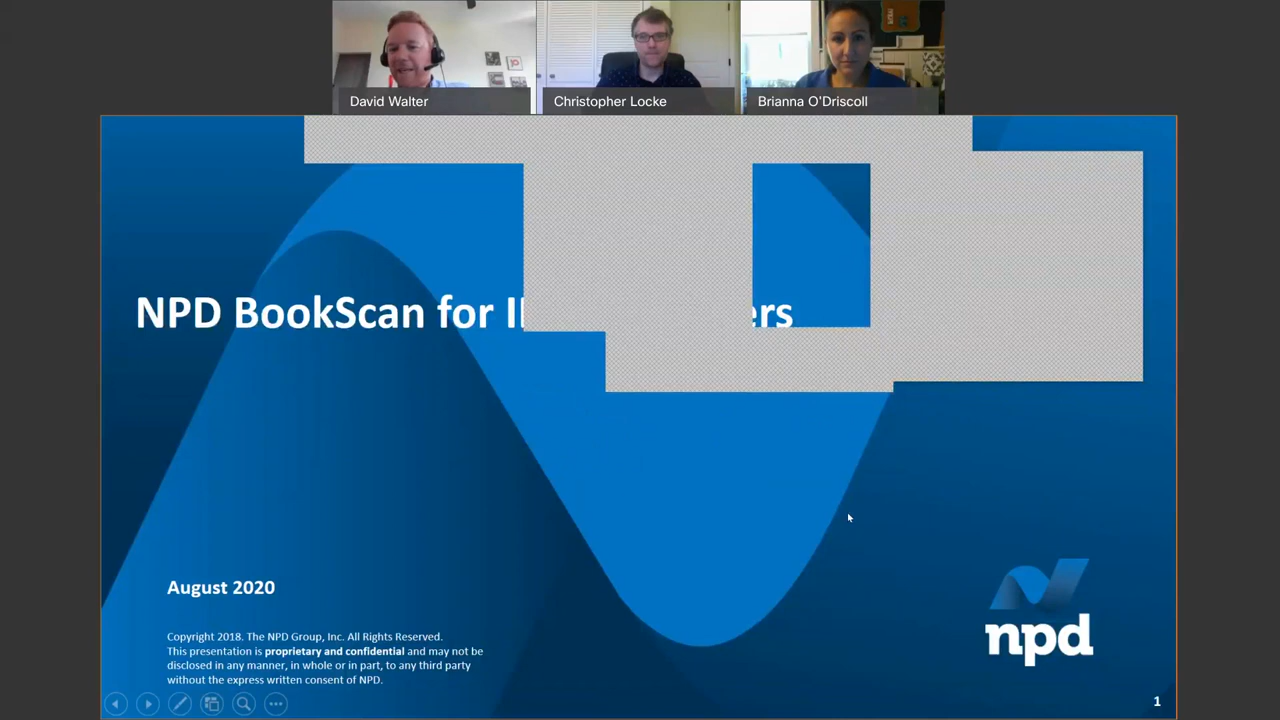 David Walter
Christopher Locke
Brianna O'Driscoll
NPD BookScan for
August 2020
Copyright 2018. The NPD Group, Inc. All Rights Reserved.
This presentation is proprietary and confidential and may not be
disclosed in any manner, in whole or in part, to any third party
without the express written consent of NPD.
npd
1